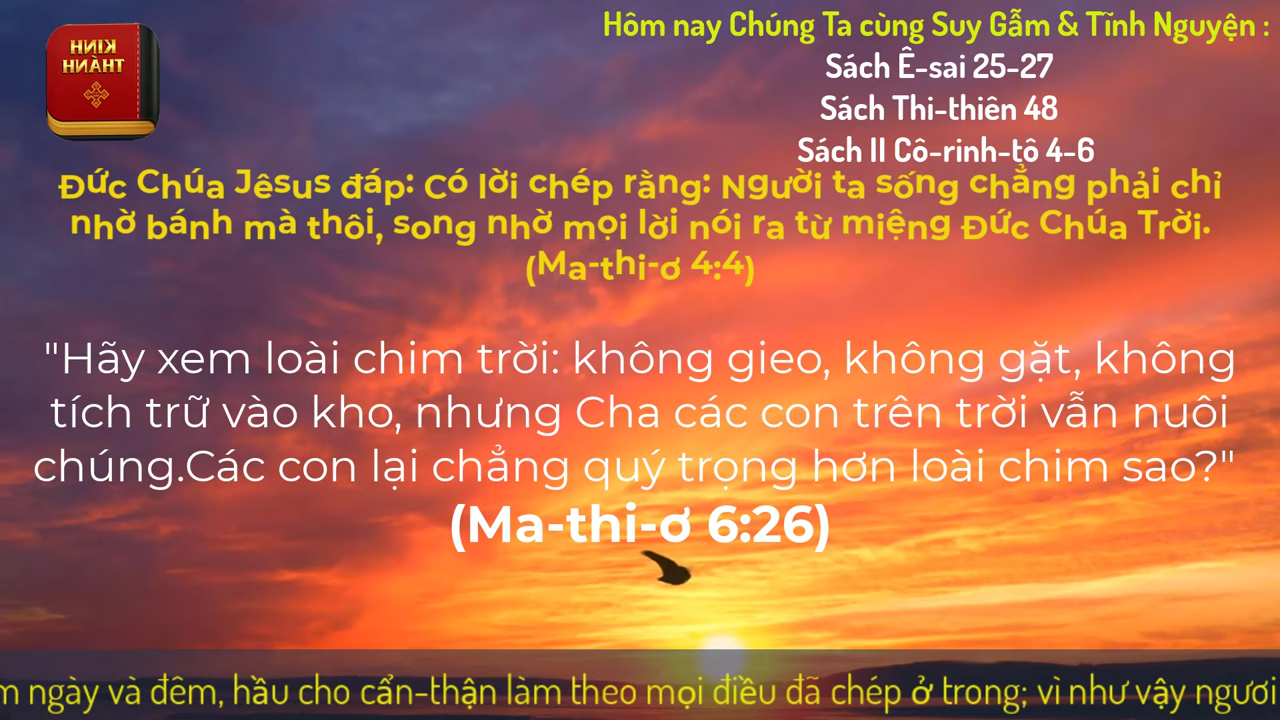 KINH
THÁNH
Hôm nay Chúng Ta cùng Suy Gẫm & Tĩnh Nguyện :
Sách Ê-sai 25-27
Sách Thi-thiên 48
Sách II Cô-rinh-tô 4-6
Đức Chúa Jêsus đáp: Có lời chép rằng: Người ta sống chẳng phải chỉ
nhờ bánh mà thôi, song nhờ mọi lời nói ra từ miệng Đức Chúa Trời.
(Ma-thi-ơ 4:4)
"Hãy xem loài chim trời: không gieo, không gặt, không
tích trữ vào kho, nhưng Cha các con trên trời vẫn nuôi
chúng.Các con lại chẳng quý trọng hơn loài chim sao?"
(Ma-thi-ơ 6:26)
m ngày và đêm, hầu cho cẩn-thận làm theo mọi điều đã chép ở trong; vì như vậy ngươi